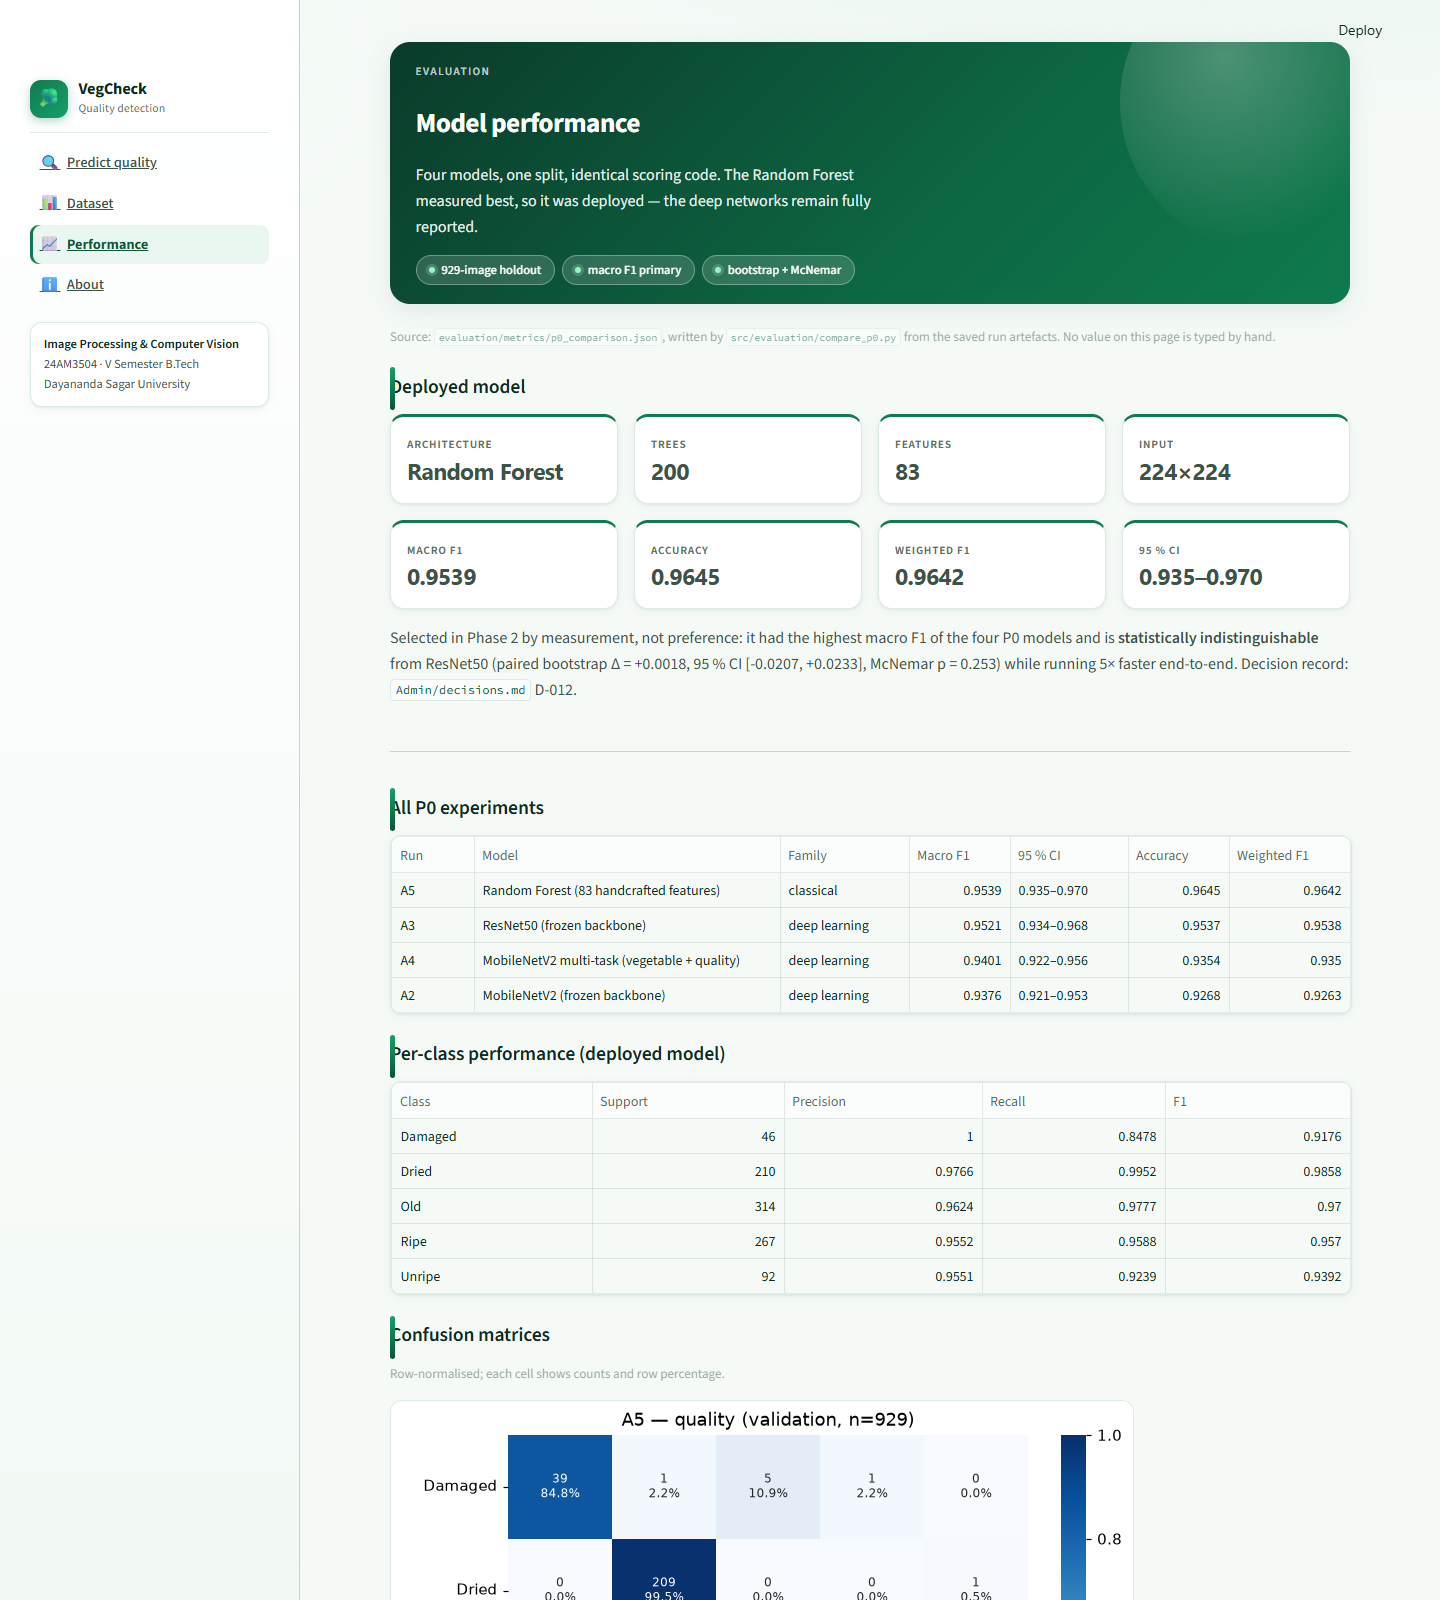 Deploy
VegCheck
Quality detection
Predict quality
Dataset
Performance
About
Image Processing & Computer Vision
24AM3504 · V Semester B.Tech
Dayananda Sagar University
EVALUATION
Model performance
Four models, one split, identical scoring code. The Random Forest
measured best, so it was deployed — the deep networks remain fully
reported.
929-image holdout macro F1 primary bootstrap + McNemar
Source: evaluation/metrics/p0_comparison.json, written by src/evaluation/compare_p0.py from the saved run artefacts. No value on this page is typed by hand.
Deployed model
ARCHITECTURE TREES FEATURES INPUT
Random Forest 200 83 224×224
MACRO F1 ACCURACY WEIGHTED F1 95 % CI
0.9539 0.9645 0.9642 0.935–0.970
Selected in Phase 2 by measurement, not preference: it had the highest macro F1 of the four P0 models and is statistically indistinguishable
from ResNet50 (paired bootstrap Δ = +0.0018, 95 % CI [-0.0207, +0.0233], McNemar p = 0.253) while running 5× faster end-to-end. Decision record:
Admin/decisions.md D-012.
All P0 experiments
Run Model Family Macro F1 95 % CI Accuracy Weighted F1
A5 Random Forest (83 handcrafted features) classical 0.9539 0.935–0.970 0.9645 0.9642
A3 ResNet50 (frozen backbone) deep learning 0.9521 0.934–0.968 0.9537 0.9538
A4 MobileNetV2 multi-task (vegetable + quality) deep learning 0.9401 0.922–0.956 0.9354 0.935
A2 MobileNetV2 (frozen backbone) deep learning 0.9376 0.921–0.953 0.9268 0.9263
Per-class performance (deployed model)
Class Support Precision Recall F1
Damaged 46 1 0.8478 0.9176
Dried 210 0.9766 0.9952 0.9858
Old 314 0.9624 0.9777 0.97
Ripe 267 0.9552 0.9588 0.957
Unripe 92 0.9551 0.9239 0.9392
Confusion matrices
Row-normalised; each cell shows counts and row percentage.
A5 — quality (validation, n=929)
1.0
Damaged 39 1 5 1 0
84.8% 2.2% 10.9% 2.2% 0.0%
0.8
Dried 0 209 0 0 1
0.0% 99.5% 0.0% 0.0% 0.5%